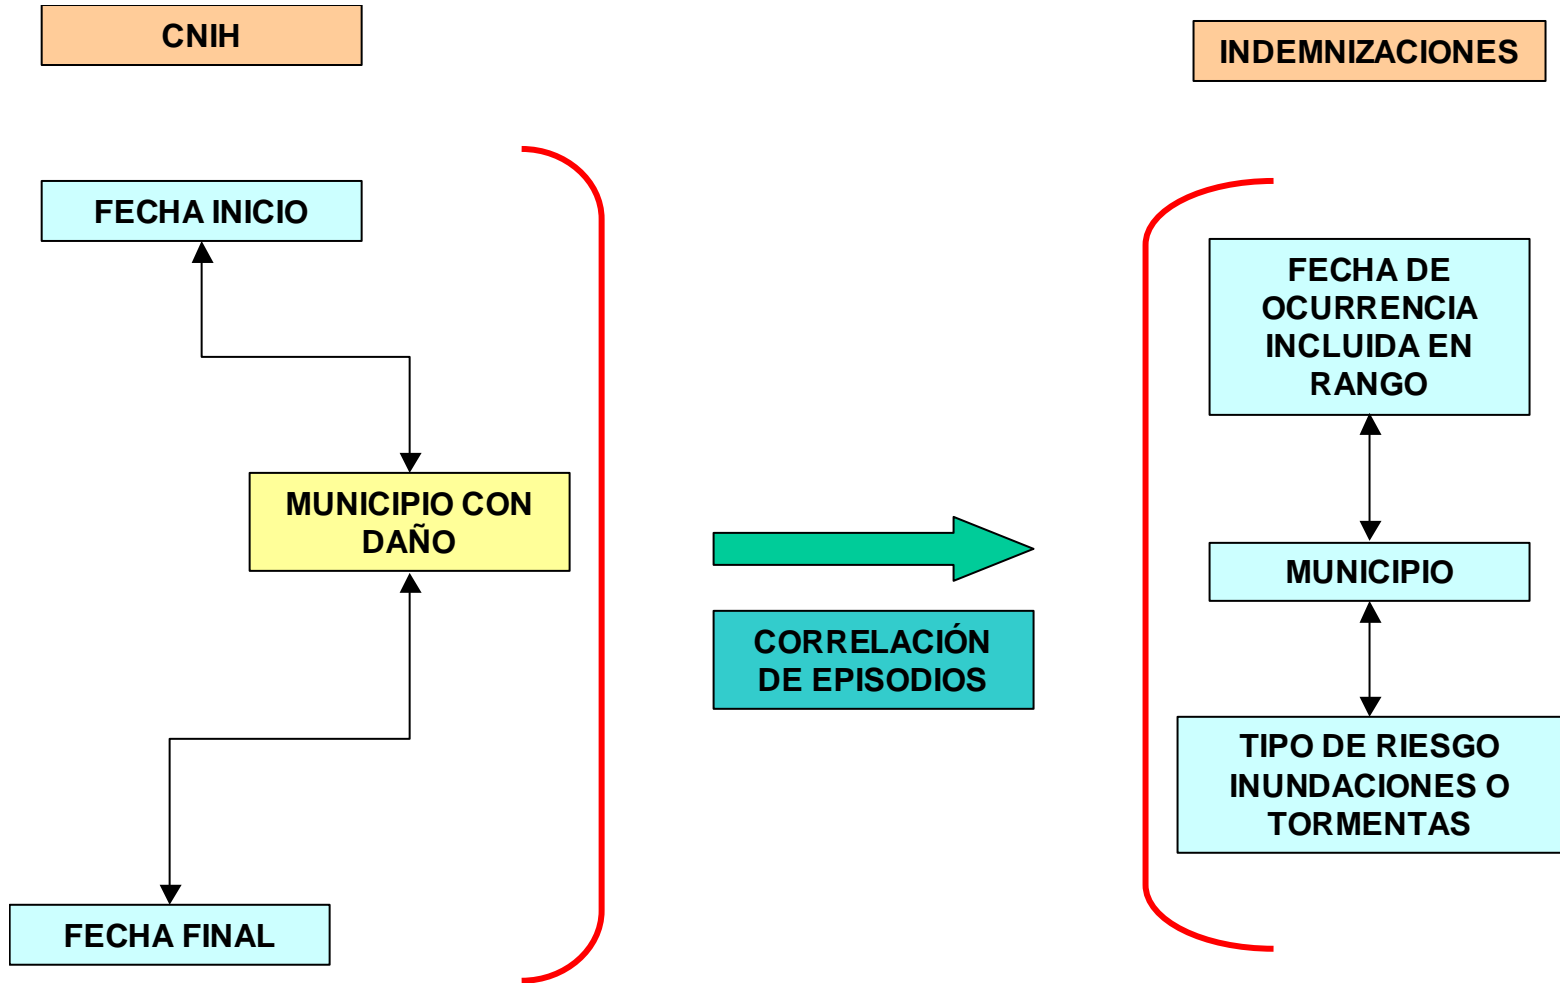 CNIH
FECHA INICIO
MUNICIPIO CON
DAÑO
FECHA FINAL
CORRELACIÓN
DE EPISODIOS
INDEMNIZACIONES
FECHA DE
OCURRENCIA
INCLUIDA EN
RANGO
MUNICIPIO
TIPO DE RIESGO
INUNDACIONES O
TORMENTAS